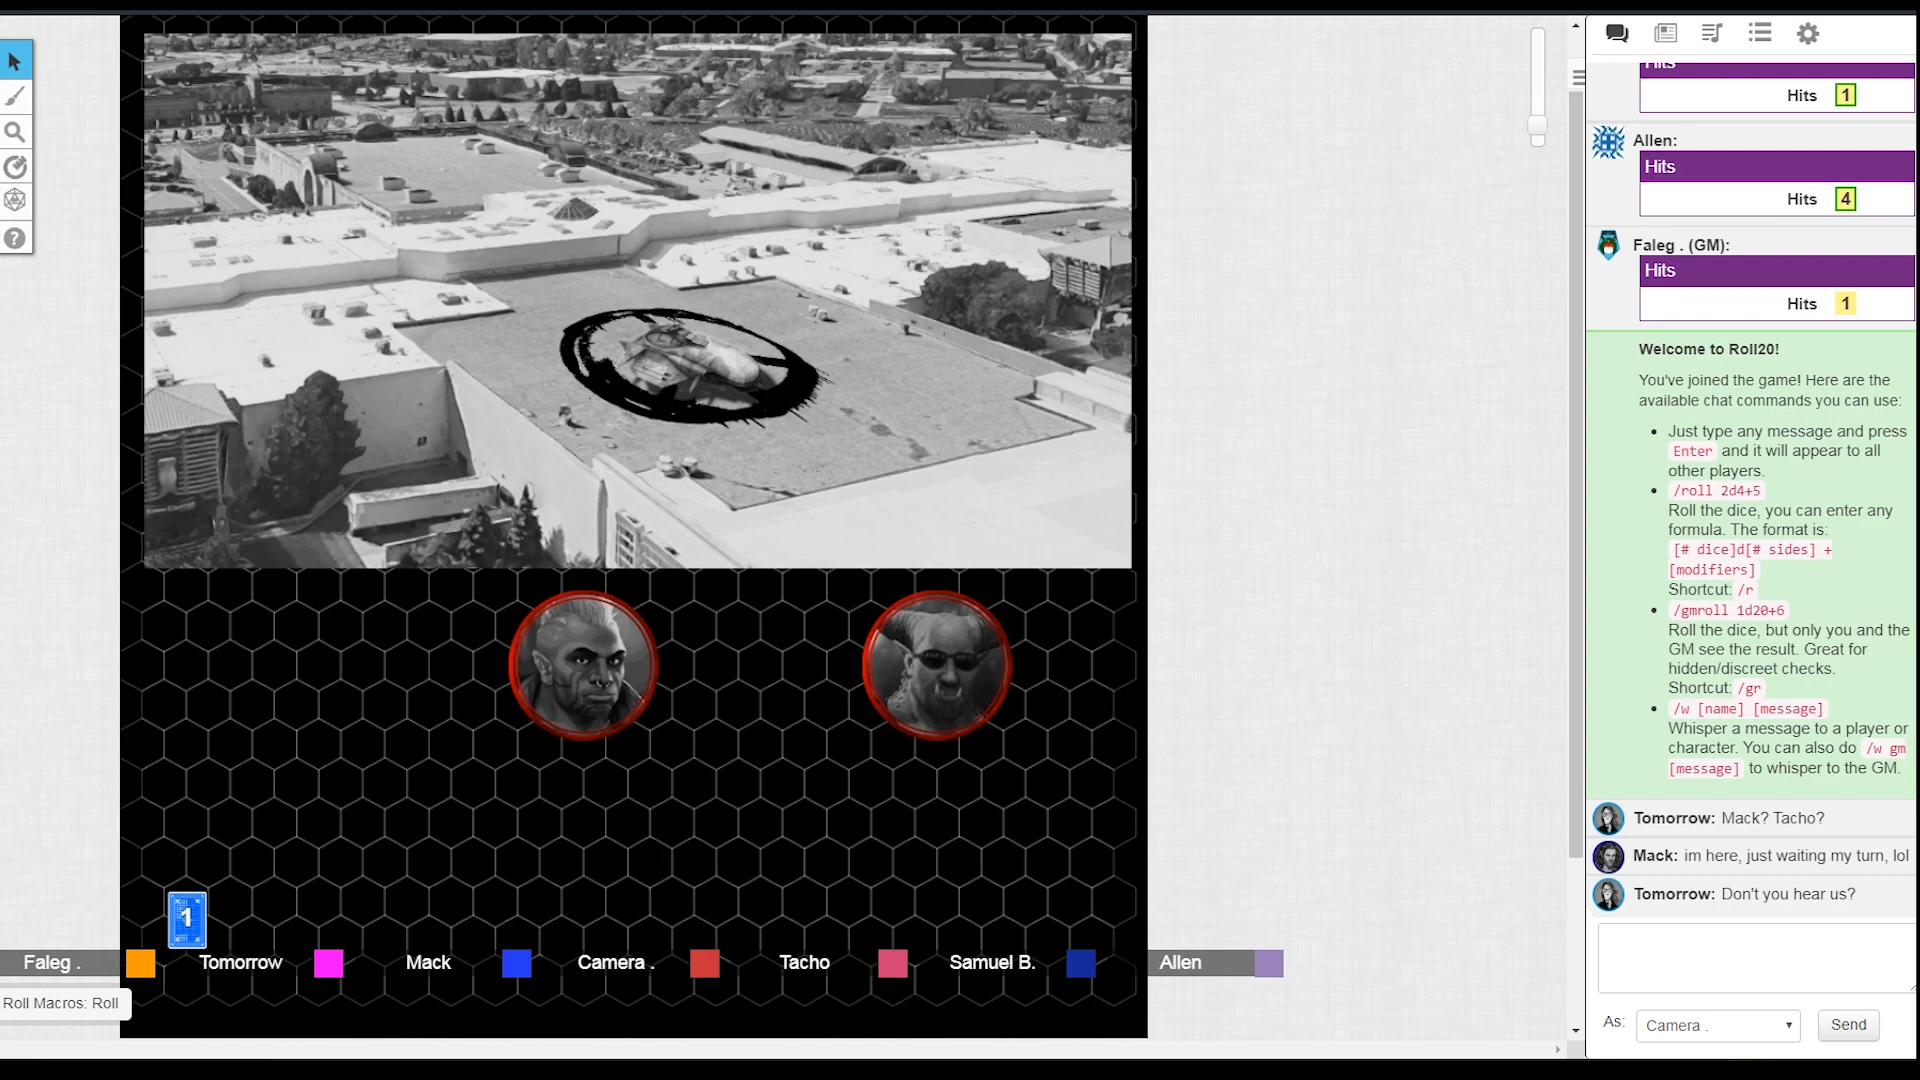 Hits
Hits 1
Allen:
Hits
Hits 4
Faleg . (GM):
Hits
Hits 1
Welcome to Roll20!
You've joined the game! Here are the
available chat commands you can use:
Just type any message and press
Enter and it will appear to all
other players.
/roll 2d4+5
Roll the dice, you can enter any
formula. The format is:
[# dice]d[# sides] +
[modifiers]
Shortcut: /r
/gmroll 1d20+6
Roll the dice, but only you and the
GM see the result. Great for
hidden/discreet checks.
Shortcut: /gr
/w [name] [message]
Whisper a message to a player or
character. You can also do /w gm
[message] to whisper to the GM.
Tomorrow: Mack? Tacho?
Mack: im here, just waiting my turn, lol
Tomorrow: Don't you hear us?
1
Faleg . Tomorrow Mack Camera . Tacho Samuel B. Allen
Roll Macros: Roll
As: Camera . Send